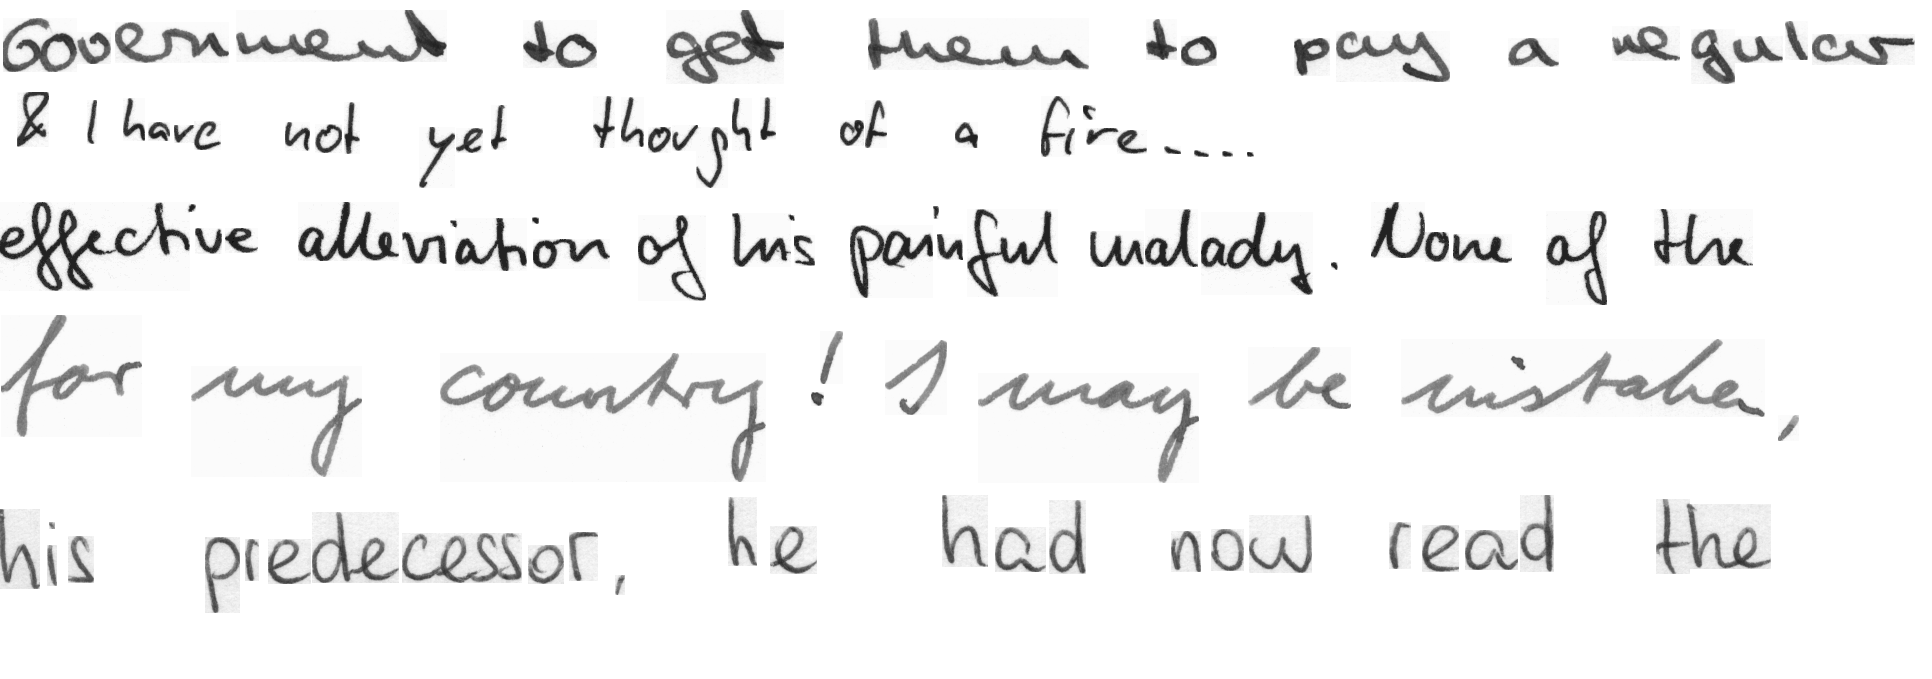 Government to get them to pay a regular
& I have not yet thought of a fire....
effective alleviation of his painful malady. None of the
for my country! I may be mistaken,
his predecessor, he had now read the